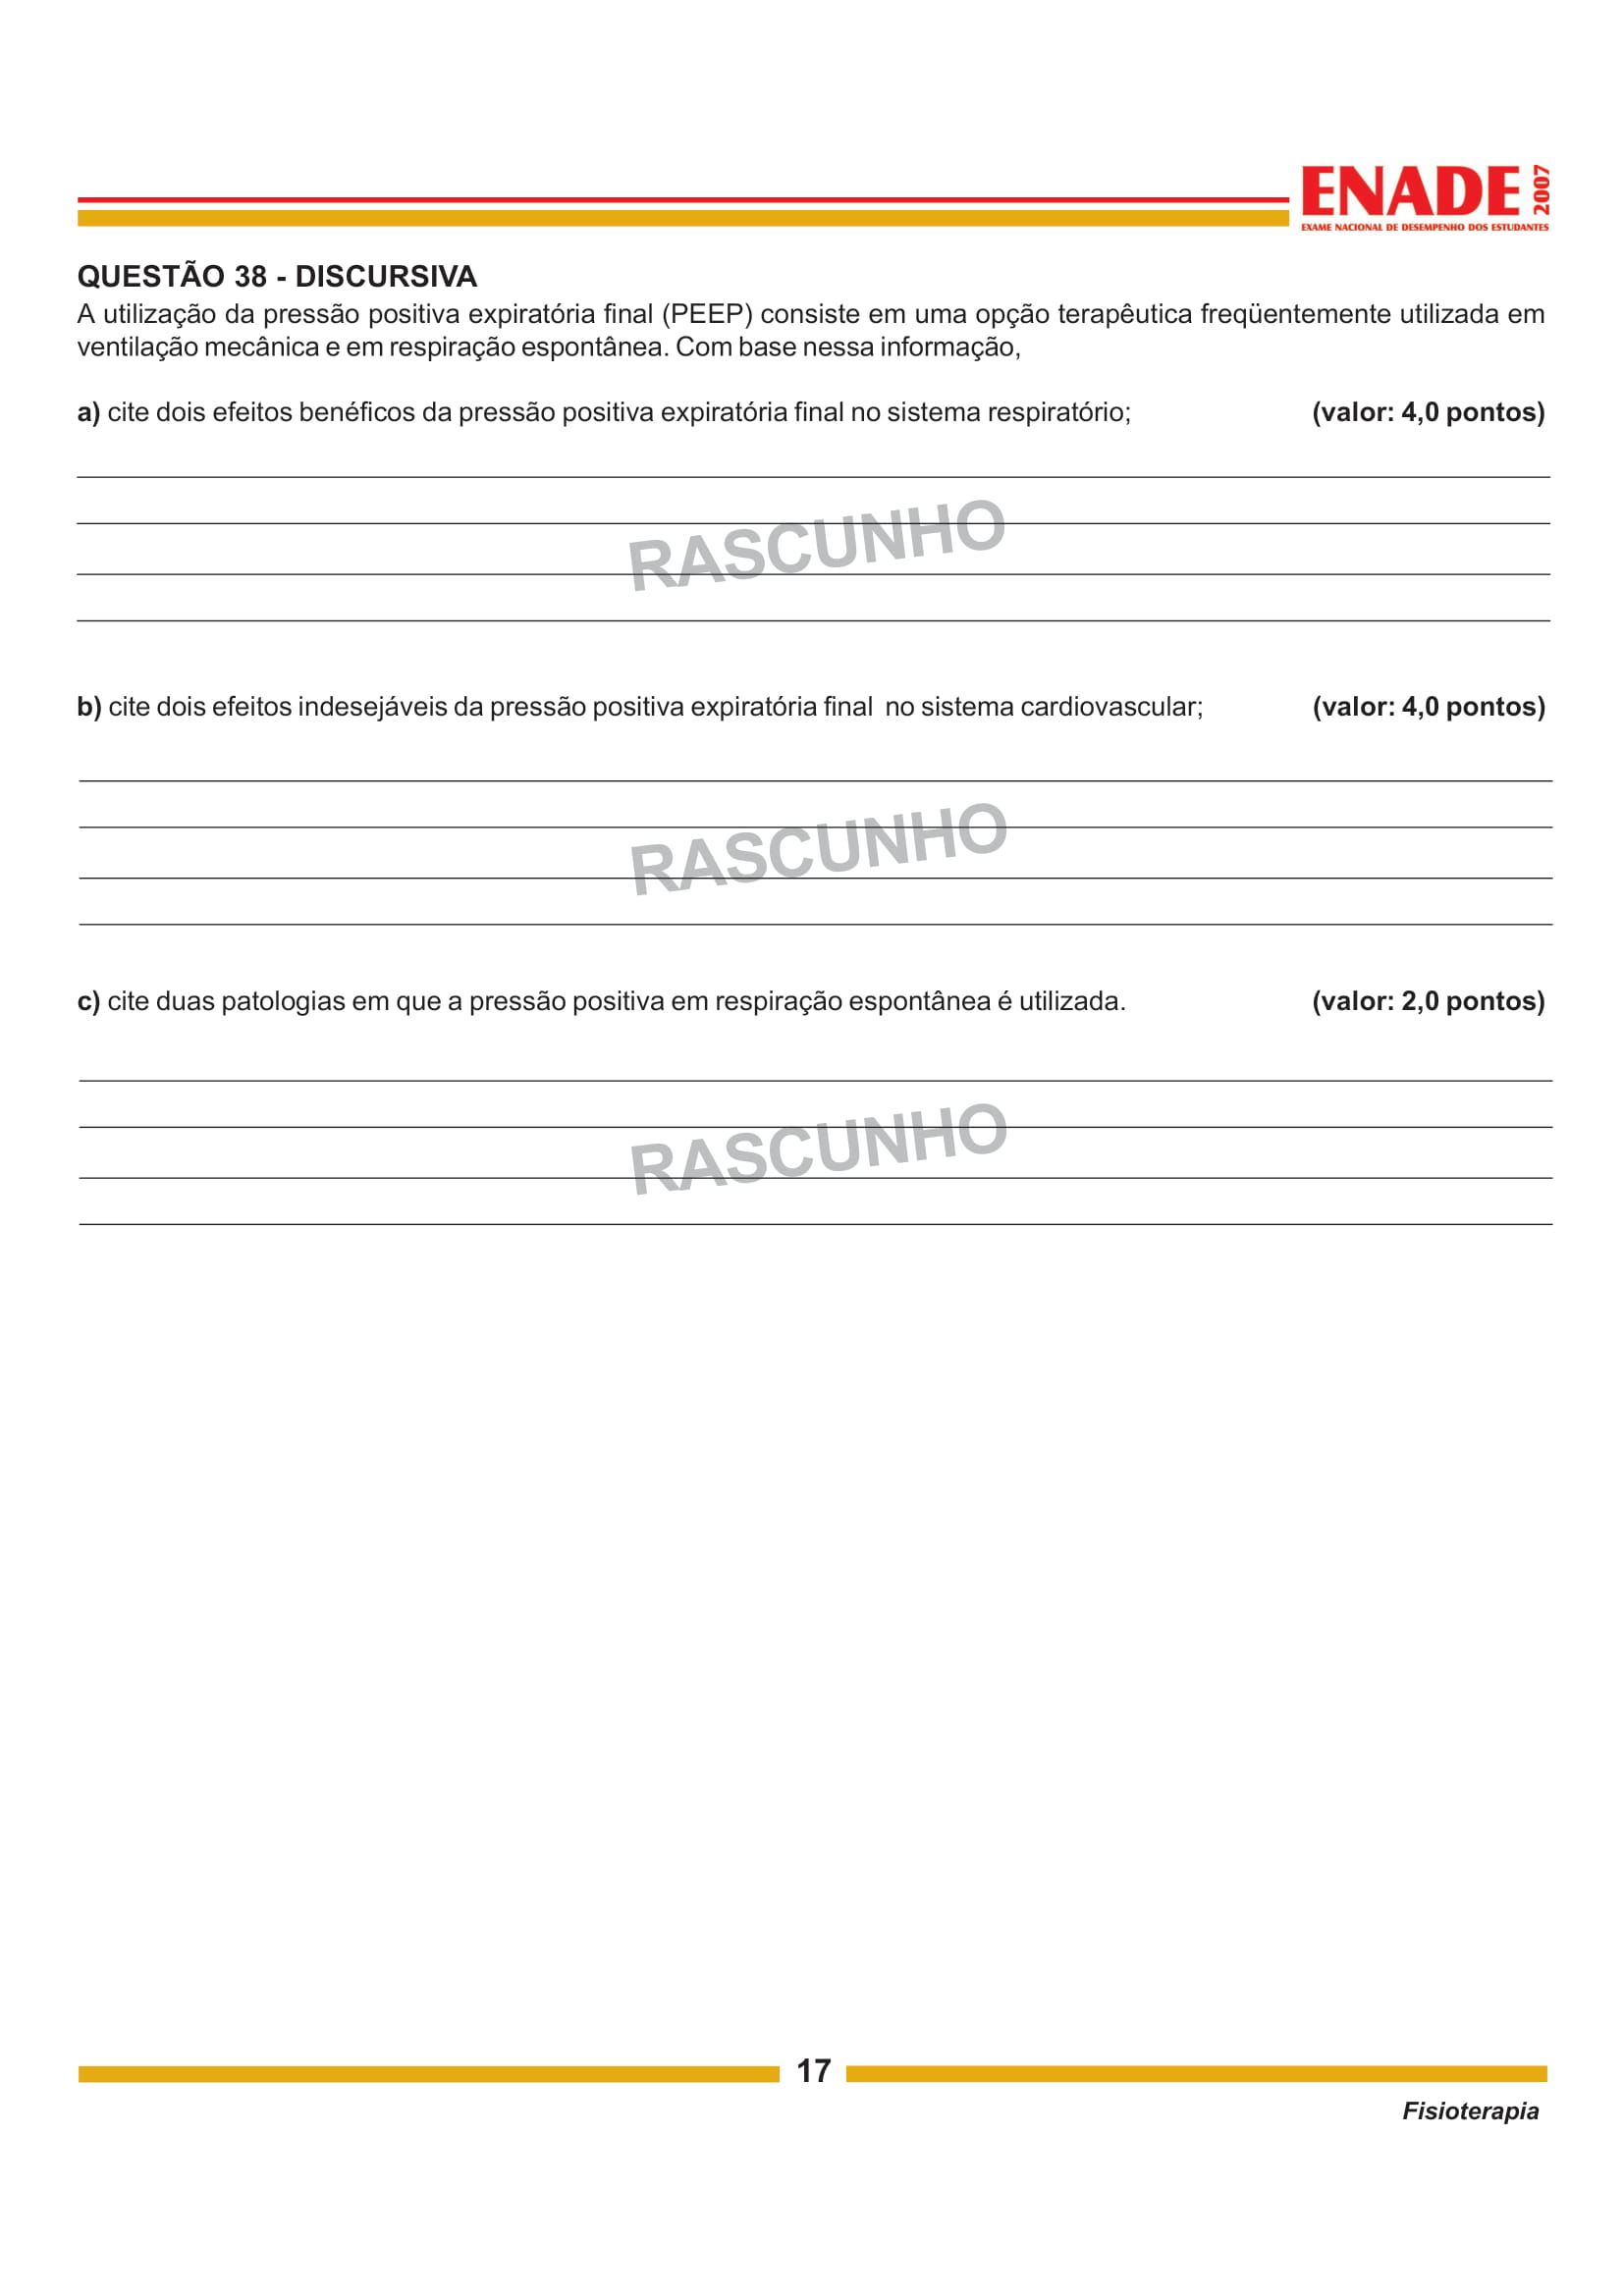 ENADE 2007
EXAME NACIONAL DE DESEMPENHO DOS ESTUDANTES
QUESTÃO 38 - DISCURSIVA
A utilização da pressão positiva expiratória final (PEEP) consiste em uma opção terapêutica freqüentemente utilizada em
ventilação mecânica e em respiração espontânea. Com base nessa informação,
a) cite dois efeitos benéficos da pressão positiva expiratória final no sistema respiratório; (valor: 4,0 pontos)
RASCUNHO
b) cite dois efeitos indesejáveis da pressão positiva expiratória final no sistema cardiovascular; (valor: 4,0 pontos)
RASCUNHO
c) cite duas patologias em que a pressão positiva em respiração espontânea é utilizada. (valor: 2,0 pontos)
RASCUNHO
17
Fisioterapia